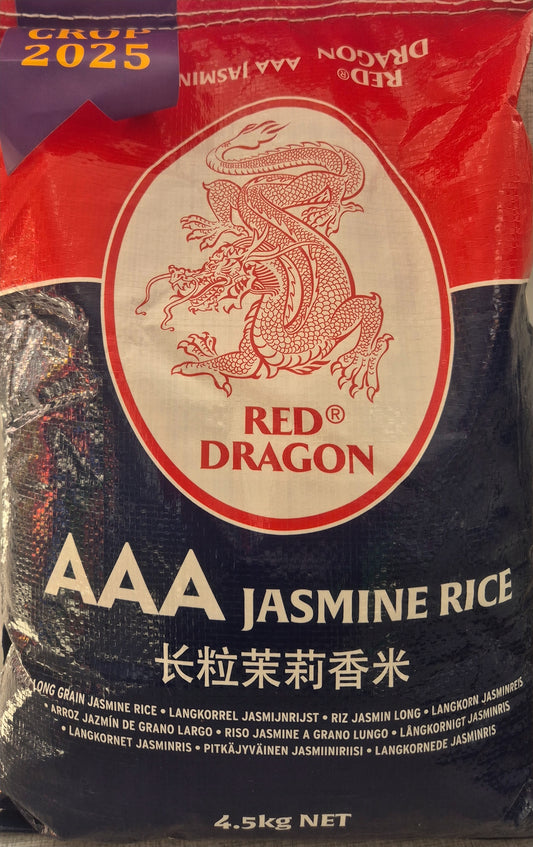 CROP
2025
RED®
DRAGON
AAA JASMIN
RED®
DRAGON
AAA JASMINE RICE
长粒茉莉香米
LONG GRAIN JASMINE RICE • LANGKORREL JASMIJNRIJST • RIZ JASMIN LONG • LANGKORN JASMINREIS
• ARROZ JAZMÍN DE GRANO LARGO • RISO JASMINE A GRANO LUNGO • LÅNGKORNIGT JASMINRIS
• LANGKORNET JASMINRIS • PITKÄJYVÄINEN JASMIINIRIISI • LANGKORNEDE JASMINRIS
4.5kg NET